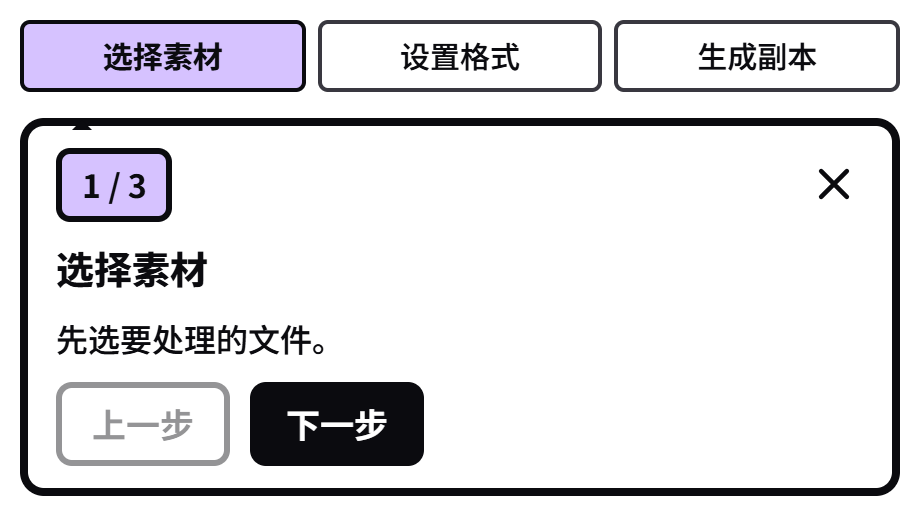 选择素材
设置格式
生成副本
1 / 3
选择素材
先选要处理的文件。
上一步
下一步